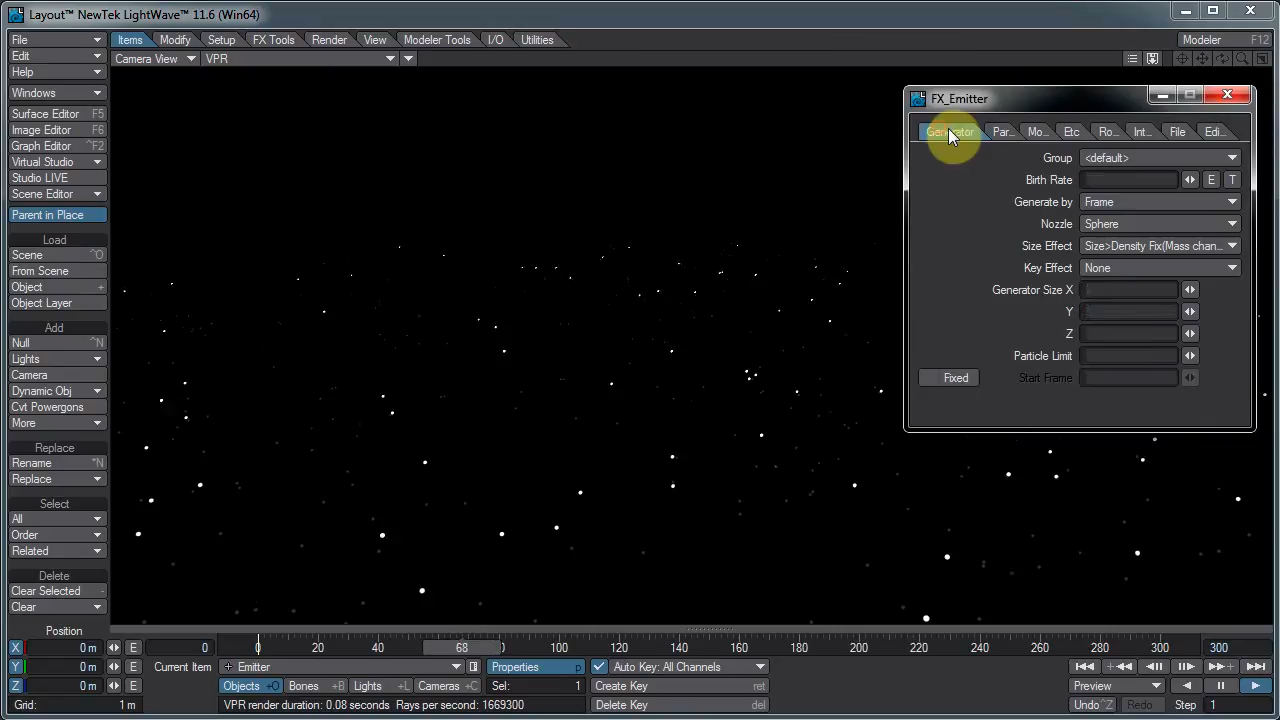 Layout™ NewTek LightWave™ 11.6 (Win64)
File
Items
Modify
Setup
FX Tools
Render
View
Modeler Tools
I/O
Utilities
Modeler F12
Edit
Camera View
VPR
Help
Windows
Surface Editor F5
Image Editor F6
Graph Editor ^F2
Virtual Studio
Studio LIVE
Scene Editor
Parent in Place
Load
Scene ^O
From Scene
Object +
Object Layer
Add
Null ^N
Lights
Camera
Dynamic Obj
Cvt Powergons
More
Replace
Rename *N
Replace
Select
All
Order
Related
Delete
Clear Selected -
Clear
Position
FX_Emitter
Generator
Par...
Mo...
Etc
Ro...
Int...
File
Edi...
Group <default>
Birth Rate E T
Generate by Frame
Nozzle Sphere
Size Effect Size>Density Fix(Mass chan...
Key Effect None
Generator Size X
Y
Z
Particle Limit
Fixed
Start Frame
X 0 m E 0
0 20 40 68 100 120 140 160 180 200 220 240 260 280 300
300
Y 0 m E Current Item Emitter Properties p Auto Key: All Channels
Z 0 m E Objects +O Bones +B Lights +L Cameras +C Sel: 1 Create Key ret Preview
Grid: 1 m VPR render duration: 0.08 seconds Rays per second: 1669300 Delete Key del Undo ^Z Redo Step 1